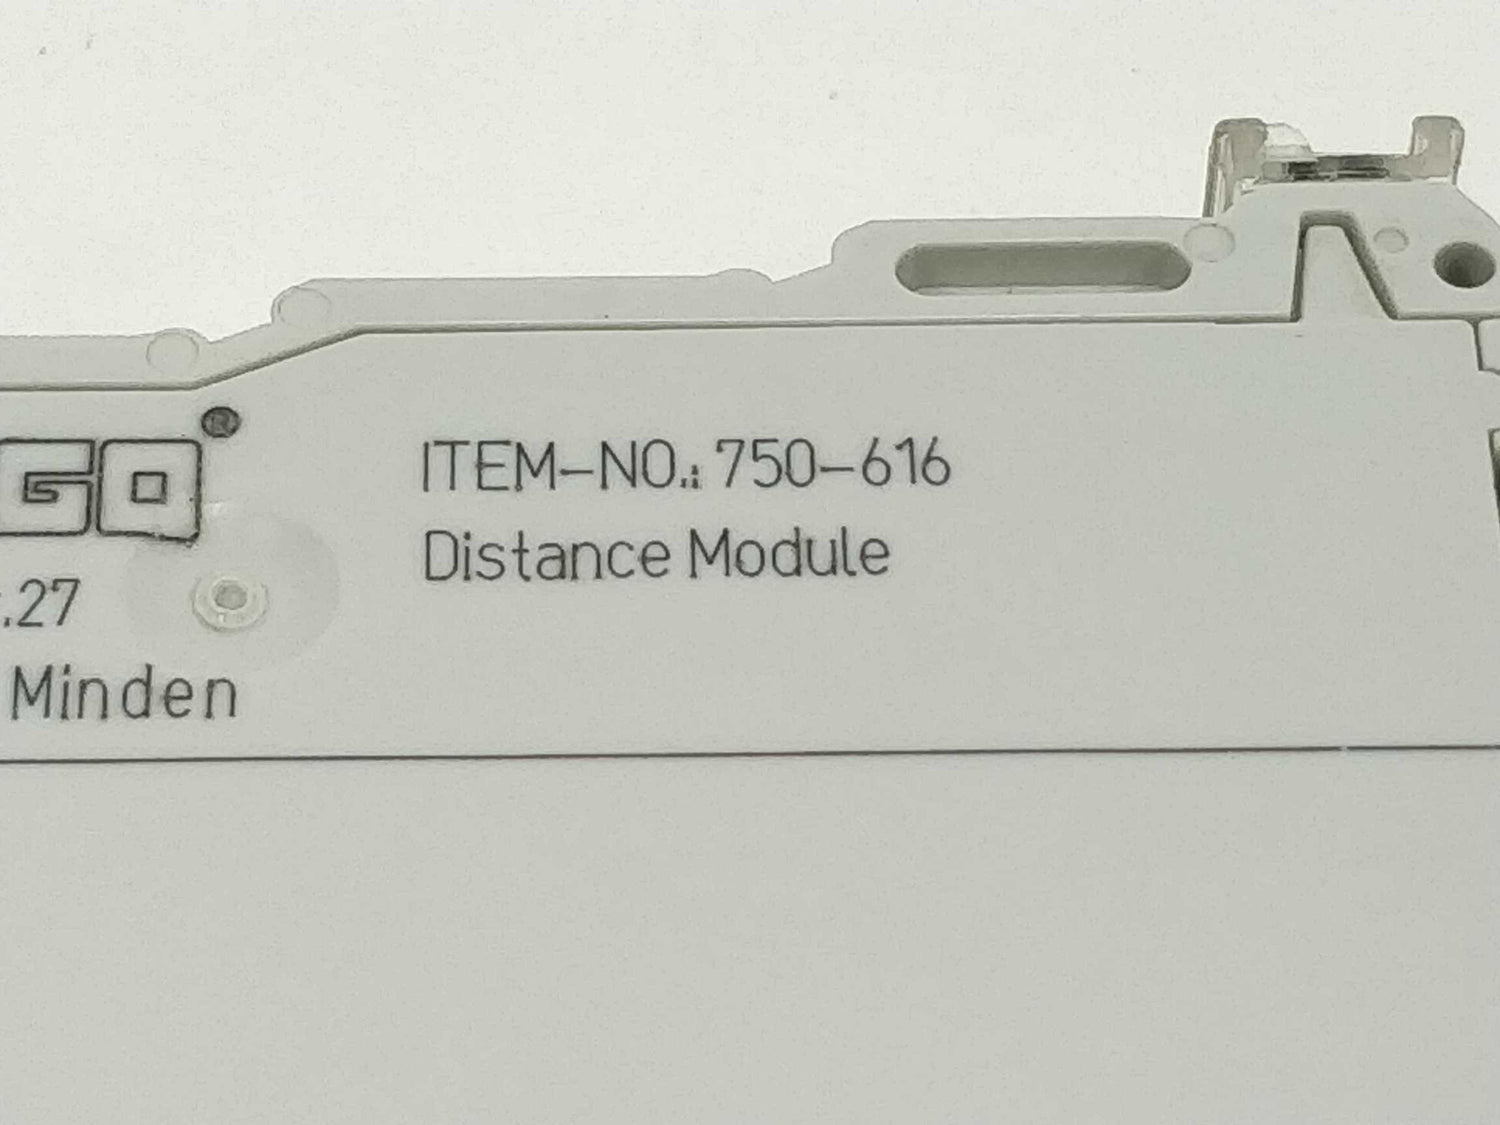 GO®
ITEM-NO.: 750-616
Distance Module
.27
Minden